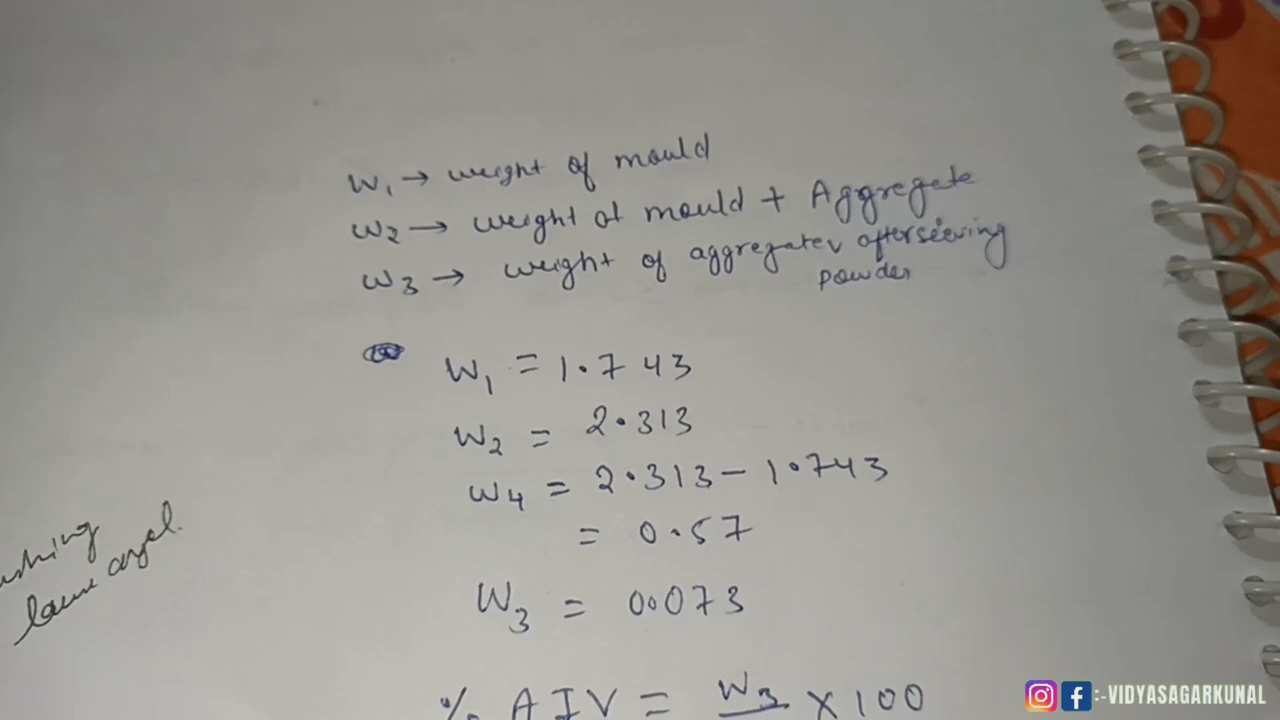 W1 → weight of mould
W2 → weight of mould + Aggregate
W3 → weight of aggregates after sieving
powder
W1 = 1.743
W2 = 2.313
W4 = 2.313 - 1.743
= 0.57
W3 = 0.073
% AIV = W3 × 100
:-VIDYASAGARKUNAL